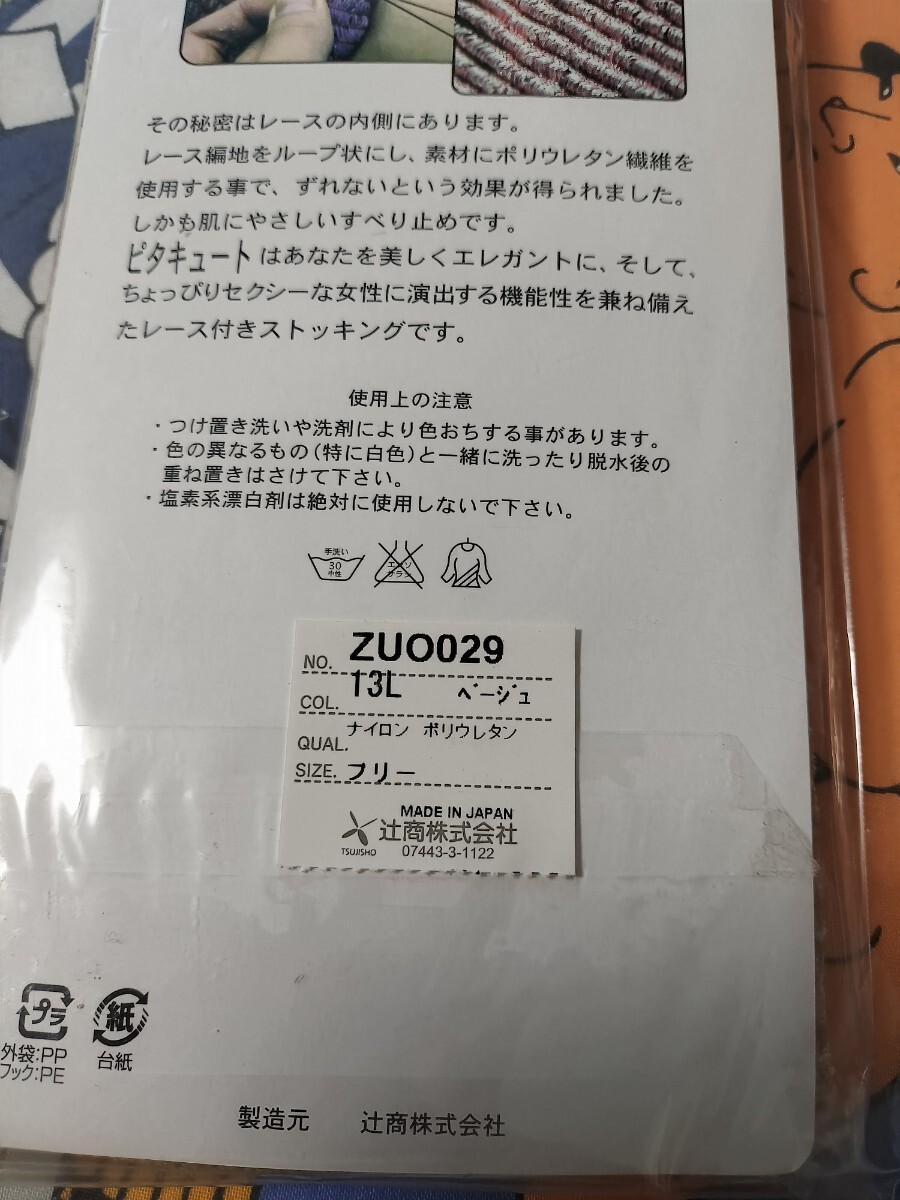 その秘密はレースの内側にあります。
レース編地をループ状にし、素材にポリウレタン繊維を
使用する事で、ずれないという効果が得られました。
しかも肌にやさしいすべり止めです。
ピタキュートはあなたを美しくエレガントに、そして、
ちょっぴりセクシーな女性に演出する機能性を兼ね備え
たレース付きストッキングです。
使用上の注意
・つけ置き洗いや洗剤により色おちする事があります。
・色の異なるもの(特に白色)と一緒に洗ったり脱水後の
重ね置きはさけて下さい。
・塩素系漂白剤は絶対に使用しないで下さい。
手洗い
30
中性
エンソ
サラシ
NO. ZUO029
COL. 13L ベージュ
QUAL. ナイロン ポリウレタン
SIZE. フリー
MADE IN JAPAN
辻商株式会社
TSUJISHO 07443-3-1122
プラ
紙
外袋:PP
フック:PE
台紙
製造元 辻商株式会社